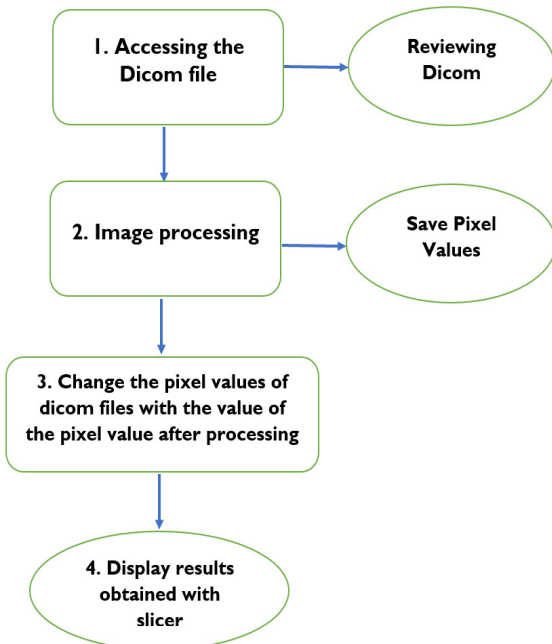 1. Accessing the
Dicom file
Reviewing
Dicom
2. Image processing
Save Pixel
Values
3. Change the pixel values of
dicom files with the value of
the pixel value after processing
4. Display results
obtained with
slicer